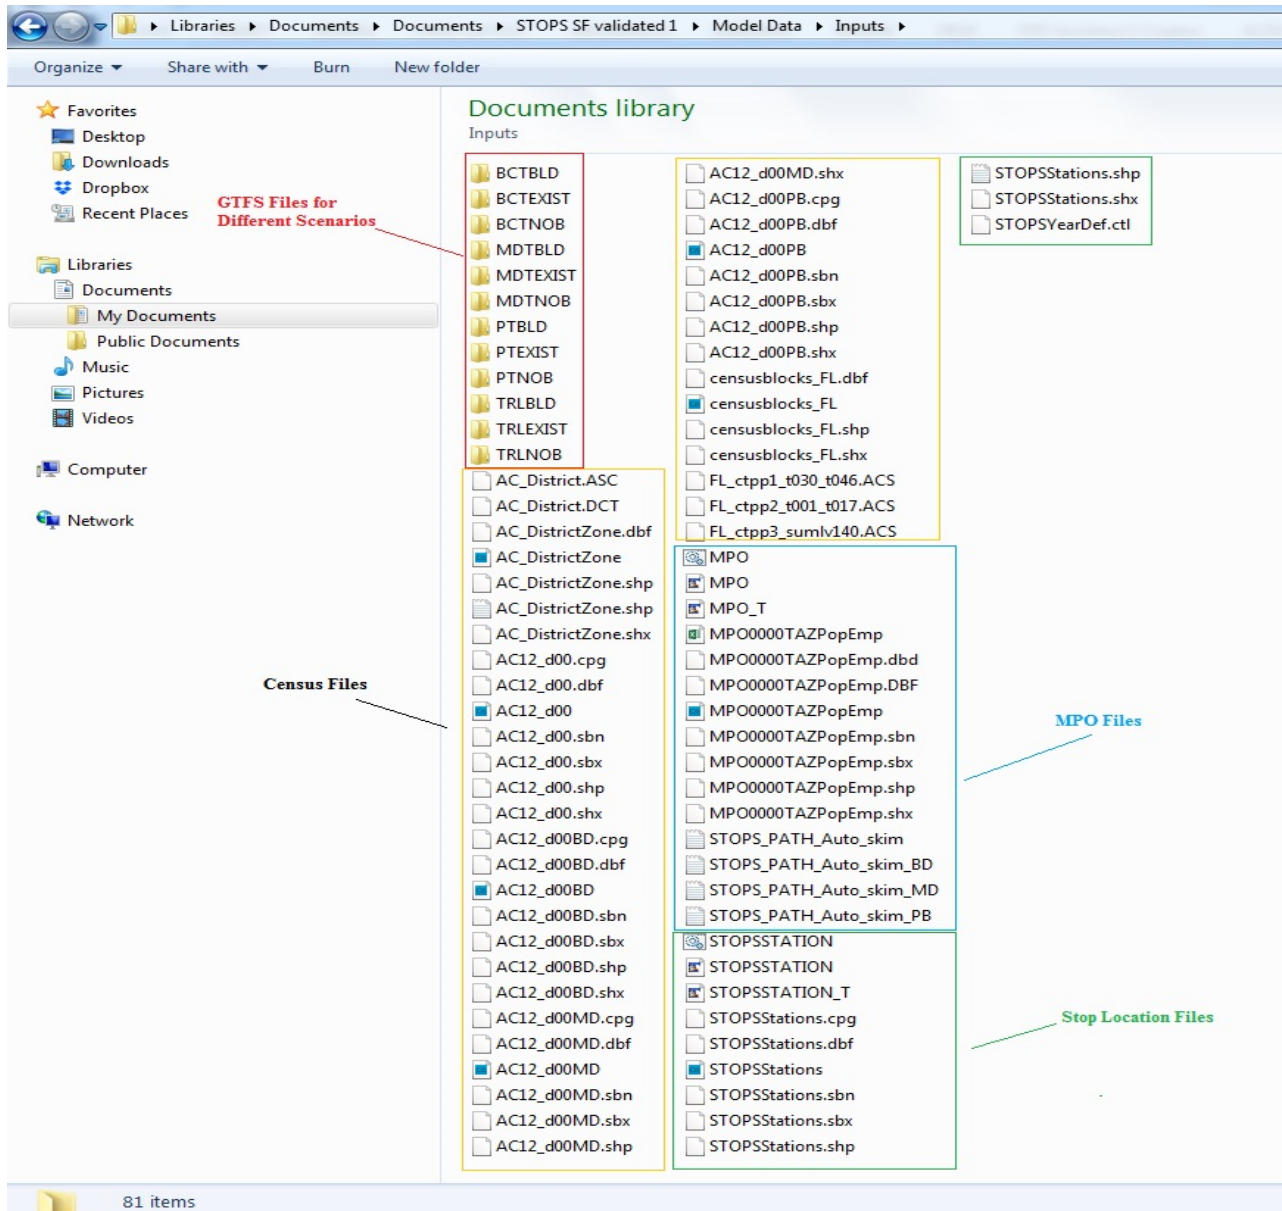 Libraries ▸ Documents ▸ Documents ▸ STOPS SF validated 1 ▸ Model Data ▸ Inputs ▸
Organize ▾ Share with ▾ Burn New folder
Favorites
Desktop
Downloads
Dropbox
Recent Places
Libraries
Documents
My Documents
Public Documents
Music
Pictures
Videos
Computer
Network
GTFS Files for
Different Scenarios
Census Files
Documents library
Inputs
BCTBLD
BCTEXIST
BCTNOB
MDTBLD
MDTEXIST
MDTNOB
PTBLD
PTEXIST
PTNOB
TRLBLD
TRLEXIST
TRLNOB
AC_District.ASC
AC_District.DCT
AC_DistrictZone.dbf
AC_DistrictZone
AC_DistrictZone.shp
AC_DistrictZone.shp
AC_DistrictZone.shx
AC12_d00.cpg
AC12_d00.dbf
AC12_d00
AC12_d00.sbn
AC12_d00.sbx
AC12_d00.shp
AC12_d00.shx
AC12_d00BD.cpg
AC12_d00BD.dbf
AC12_d00BD
AC12_d00BD.sbn
AC12_d00BD.sbx
AC12_d00BD.shp
AC12_d00BD.shx
AC12_d00MD.cpg
AC12_d00MD.dbf
AC12_d00MD
AC12_d00MD.sbn
AC12_d00MD.sbx
AC12_d00MD.shp
AC12_d00MD.shx
AC12_d00PB.cpg
AC12_d00PB.dbf
AC12_d00PB
AC12_d00PB.sbn
AC12_d00PB.sbx
AC12_d00PB.shp
AC12_d00PB.shx
censusblocks_FL.dbf
censusblocks_FL
censusblocks_FL.shp
censusblocks_FL.shx
FL_ctpp1_t030_t046.ACS
FL_ctpp2_t001_t017.ACS
FL_ctpp3_sumlv140.ACS
MPO
MPO
MPO_T
MPO0000TAZPopEmp
MPO0000TAZPopEmp.dbd
MPO0000TAZPopEmp.DBF
MPO0000TAZPopEmp
MPO0000TAZPopEmp.sbn
MPO0000TAZPopEmp.sbx
MPO0000TAZPopEmp.shp
MPO0000TAZPopEmp.shx
STOPS_PATH_Auto_skim
STOPS_PATH_Auto_skim_BD
STOPS_PATH_Auto_skim_MD
STOPS_PATH_Auto_skim_PB
STOPSSTATION
STOPSSTATION
STOPSSTATION_T
STOPSStations.cpg
STOPSStations.dbf
STOPSStations
STOPSStations.sbn
STOPSStations.sbx
STOPSStations.shp
STOPSStations.shp
STOPSStations.shx
STOPSYearDef.ctl
MPO Files
Stop Location Files
81 items